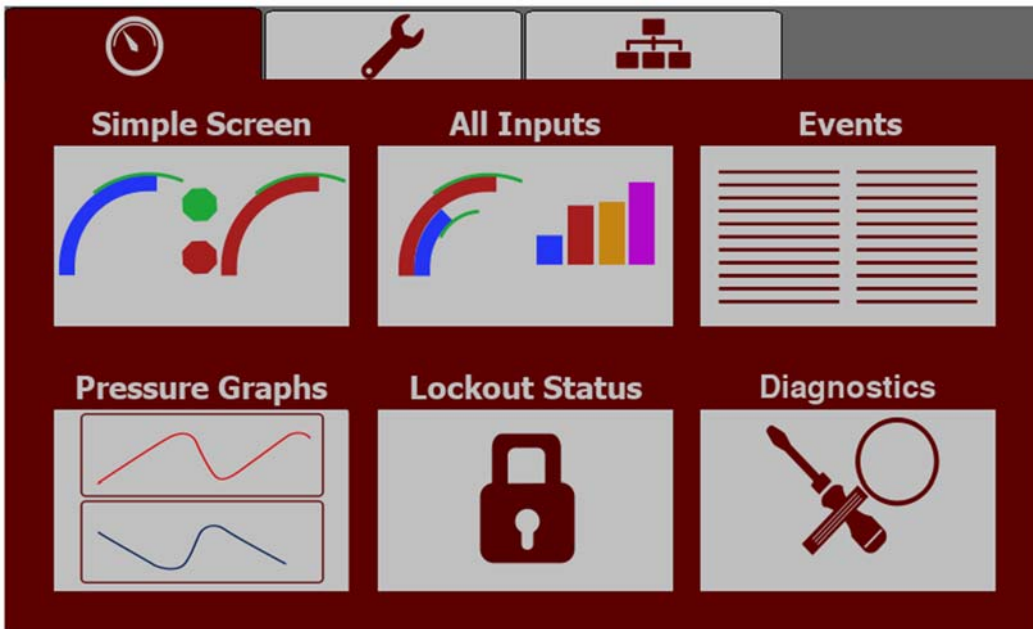 Simple Screen
All Inputs
Events
Pressure Graphs
Lockout Status
Diagnostics